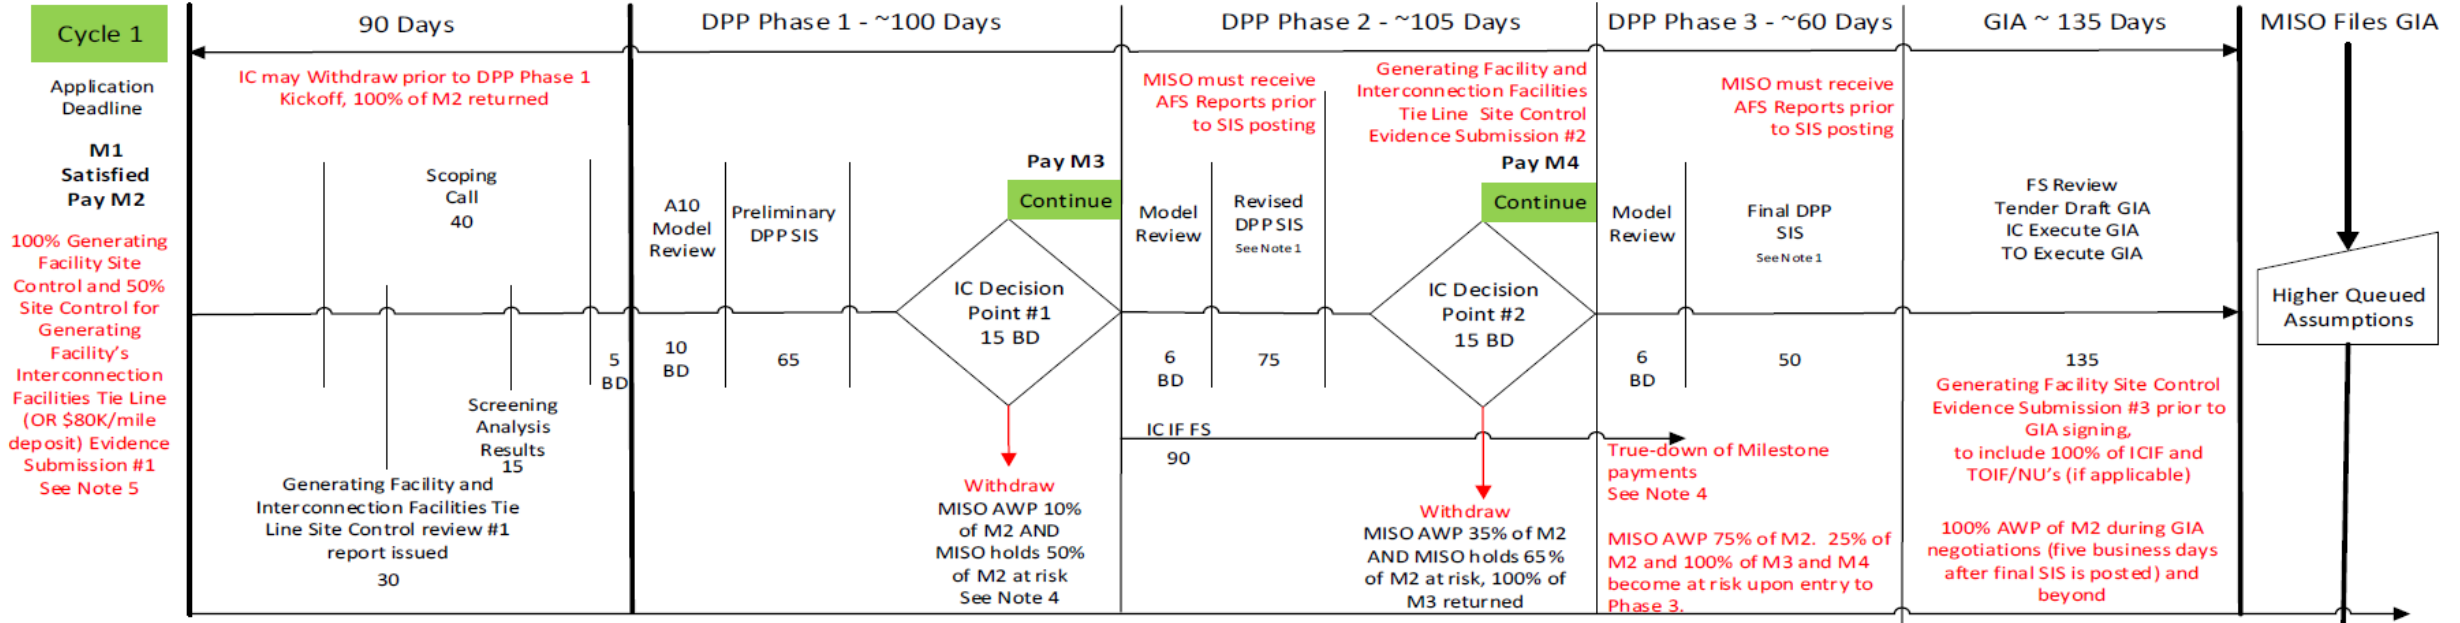 Cycle 1
Application
Deadline
M1
Satisfied
Pay M2
100% Generating
Facility Site
Control and 50%
Site Control for
Generating
Facility's
Interconnection
Facilities Tie Line
(OR $80K/mile
deposit) Evidence
Submission #1
See Note 5
90 Days
IC may Withdraw prior to DPP Phase 1
Kickoff, 100% of M2 returned
Scoping
Call
40
5
BD
Screening
Analysis
Results
15
Generating Facility and
Interconnection Facilities Tie
Line Site Control review #1
report issued
30
DPP Phase 1 - ~100 Days
A10
Model
Review
10
BD
Preliminary
DPP SIS
65
Pay M3
Continue
IC Decision
Point #1
15 BD
Withdraw
MISO AWP 10%
of M2 AND
MISO holds 50%
of M2 at risk
See Note 4
DPP Phase 2 - ~105 Days
MISO must receive
AFS Reports prior
to SIS posting
Model
Review
6
BD
Revised
DPP SIS
See Note 1
75
IC IF FS
90
Generating Facility and
Interconnection Facilities
Tie Line Site Control
Evidence Submission #2
Pay M4
Continue
IC Decision
Point #2
15 BD
Withdraw
MISO AWP 35% of M2
AND MISO holds 65%
of M2 at risk, 100% of
M3 returned
DPP Phase 3 - ~60 Days
MISO must receive
AFS Reports prior
to SIS posting
Model
Review
6
BD
Final DPP
SIS
See Note 1
50
True-down of Milestone
payments
See Note 4
MISO AWP 75% of M2. 25% of
M2 and 100% of M3 and M4
become at risk upon entry to
Phase 3.
GIA ~ 135 Days
FS Review
Tender Draft GIA
IC Execute GIA
TO Execute GIA
135
Generating Facility Site Control
Evidence Submission #3 prior to
GIA signing,
to include 100% of ICIF and
TOIF/NU's (if applicable)
100% AWP of M2 during GIA
negotiations (five business days
after final SIS is posted) and
beyond
MISO Files GIA
Higher Queued
Assumptions